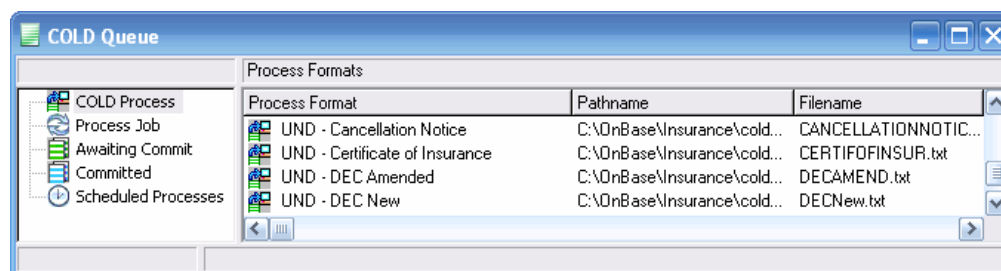 COLD Queue
Process Formats
COLD Process
Process Job
Awaiting Commit
Committed
Scheduled Processes
Process Format Pathname Filename
UND - Cancellation Notice C:\OnBase\Insurance\cold... CANCELLATIONNOTIC...
UND - Certificate of Insurance C:\OnBase\Insurance\cold... CERTIFOFINSUR.txt
UND - DEC Amended C:\OnBase\Insurance\cold... DECAMEND.txt
UND - DEC New C:\OnBase\Insurance\cold... DECNew.txt